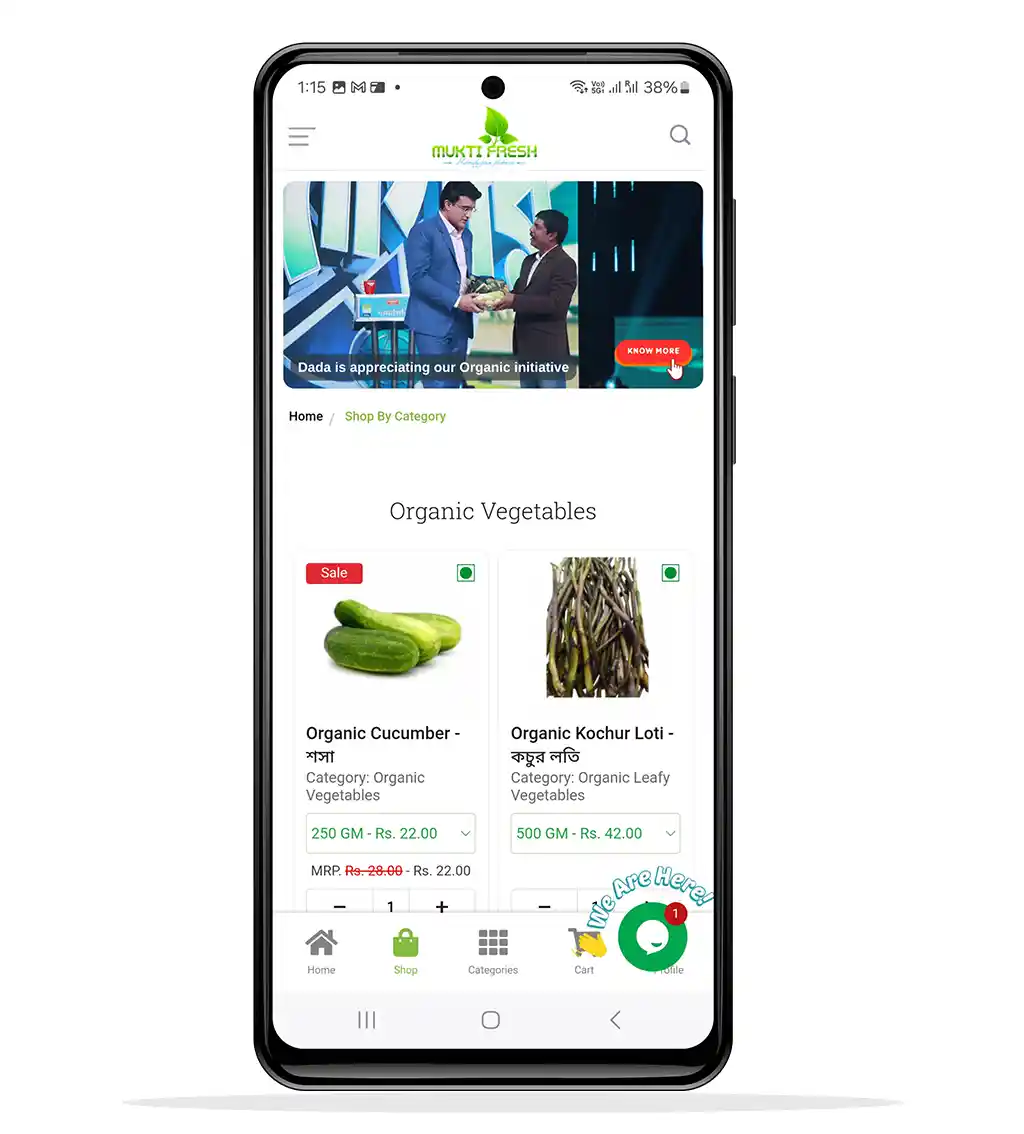 1:15
Vo))
5G↑
R
38%
MUKTI FRESH
Dada is appreciating our Organic initiative
KNOW MORE
Home / Shop By Category
Organic Vegetables
Sale
Organic Cucumber -
শসা
Category: Organic
Vegetables
250 GM - Rs. 22.00
MRP. Rs. 28.00 - Rs. 22.00
− 1 +
Organic Kochur Loti -
কচুর লতি
Category: Organic Leafy
Vegetables
500 GM - Rs. 42.00
−
We Are Here!
1
Home
Shop
Categories
Cart